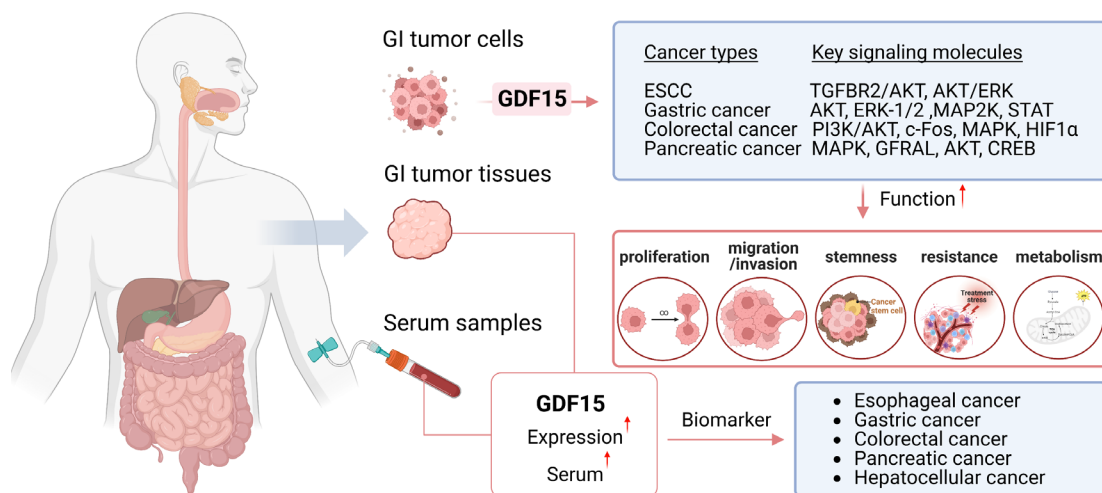 GI tumor cells
GDF15
Cancer types Key signaling molecules
ESCC TGFBR2/AKT, AKT/ERK
Gastric cancer AKT, ERK-1/2 ,MAP2K, STAT
Colorectal cancer PI3K/AKT, c-Fos, MAPK, HIF1α
Pancreatic cancer MAPK, GFRAL, AKT, CREB
GI tumor tissues
Function
proliferation
migration
/invasion
stemness
resistance
metabolism
∞
Cancer
stem cell
Treatment
stress
Serum samples
GDF15
Expression
Serum
Biomarker
• Esophageal cancer
• Gastric cancer
• Colorectal cancer
• Pancreatic cancer
• Hepatocellular cancer